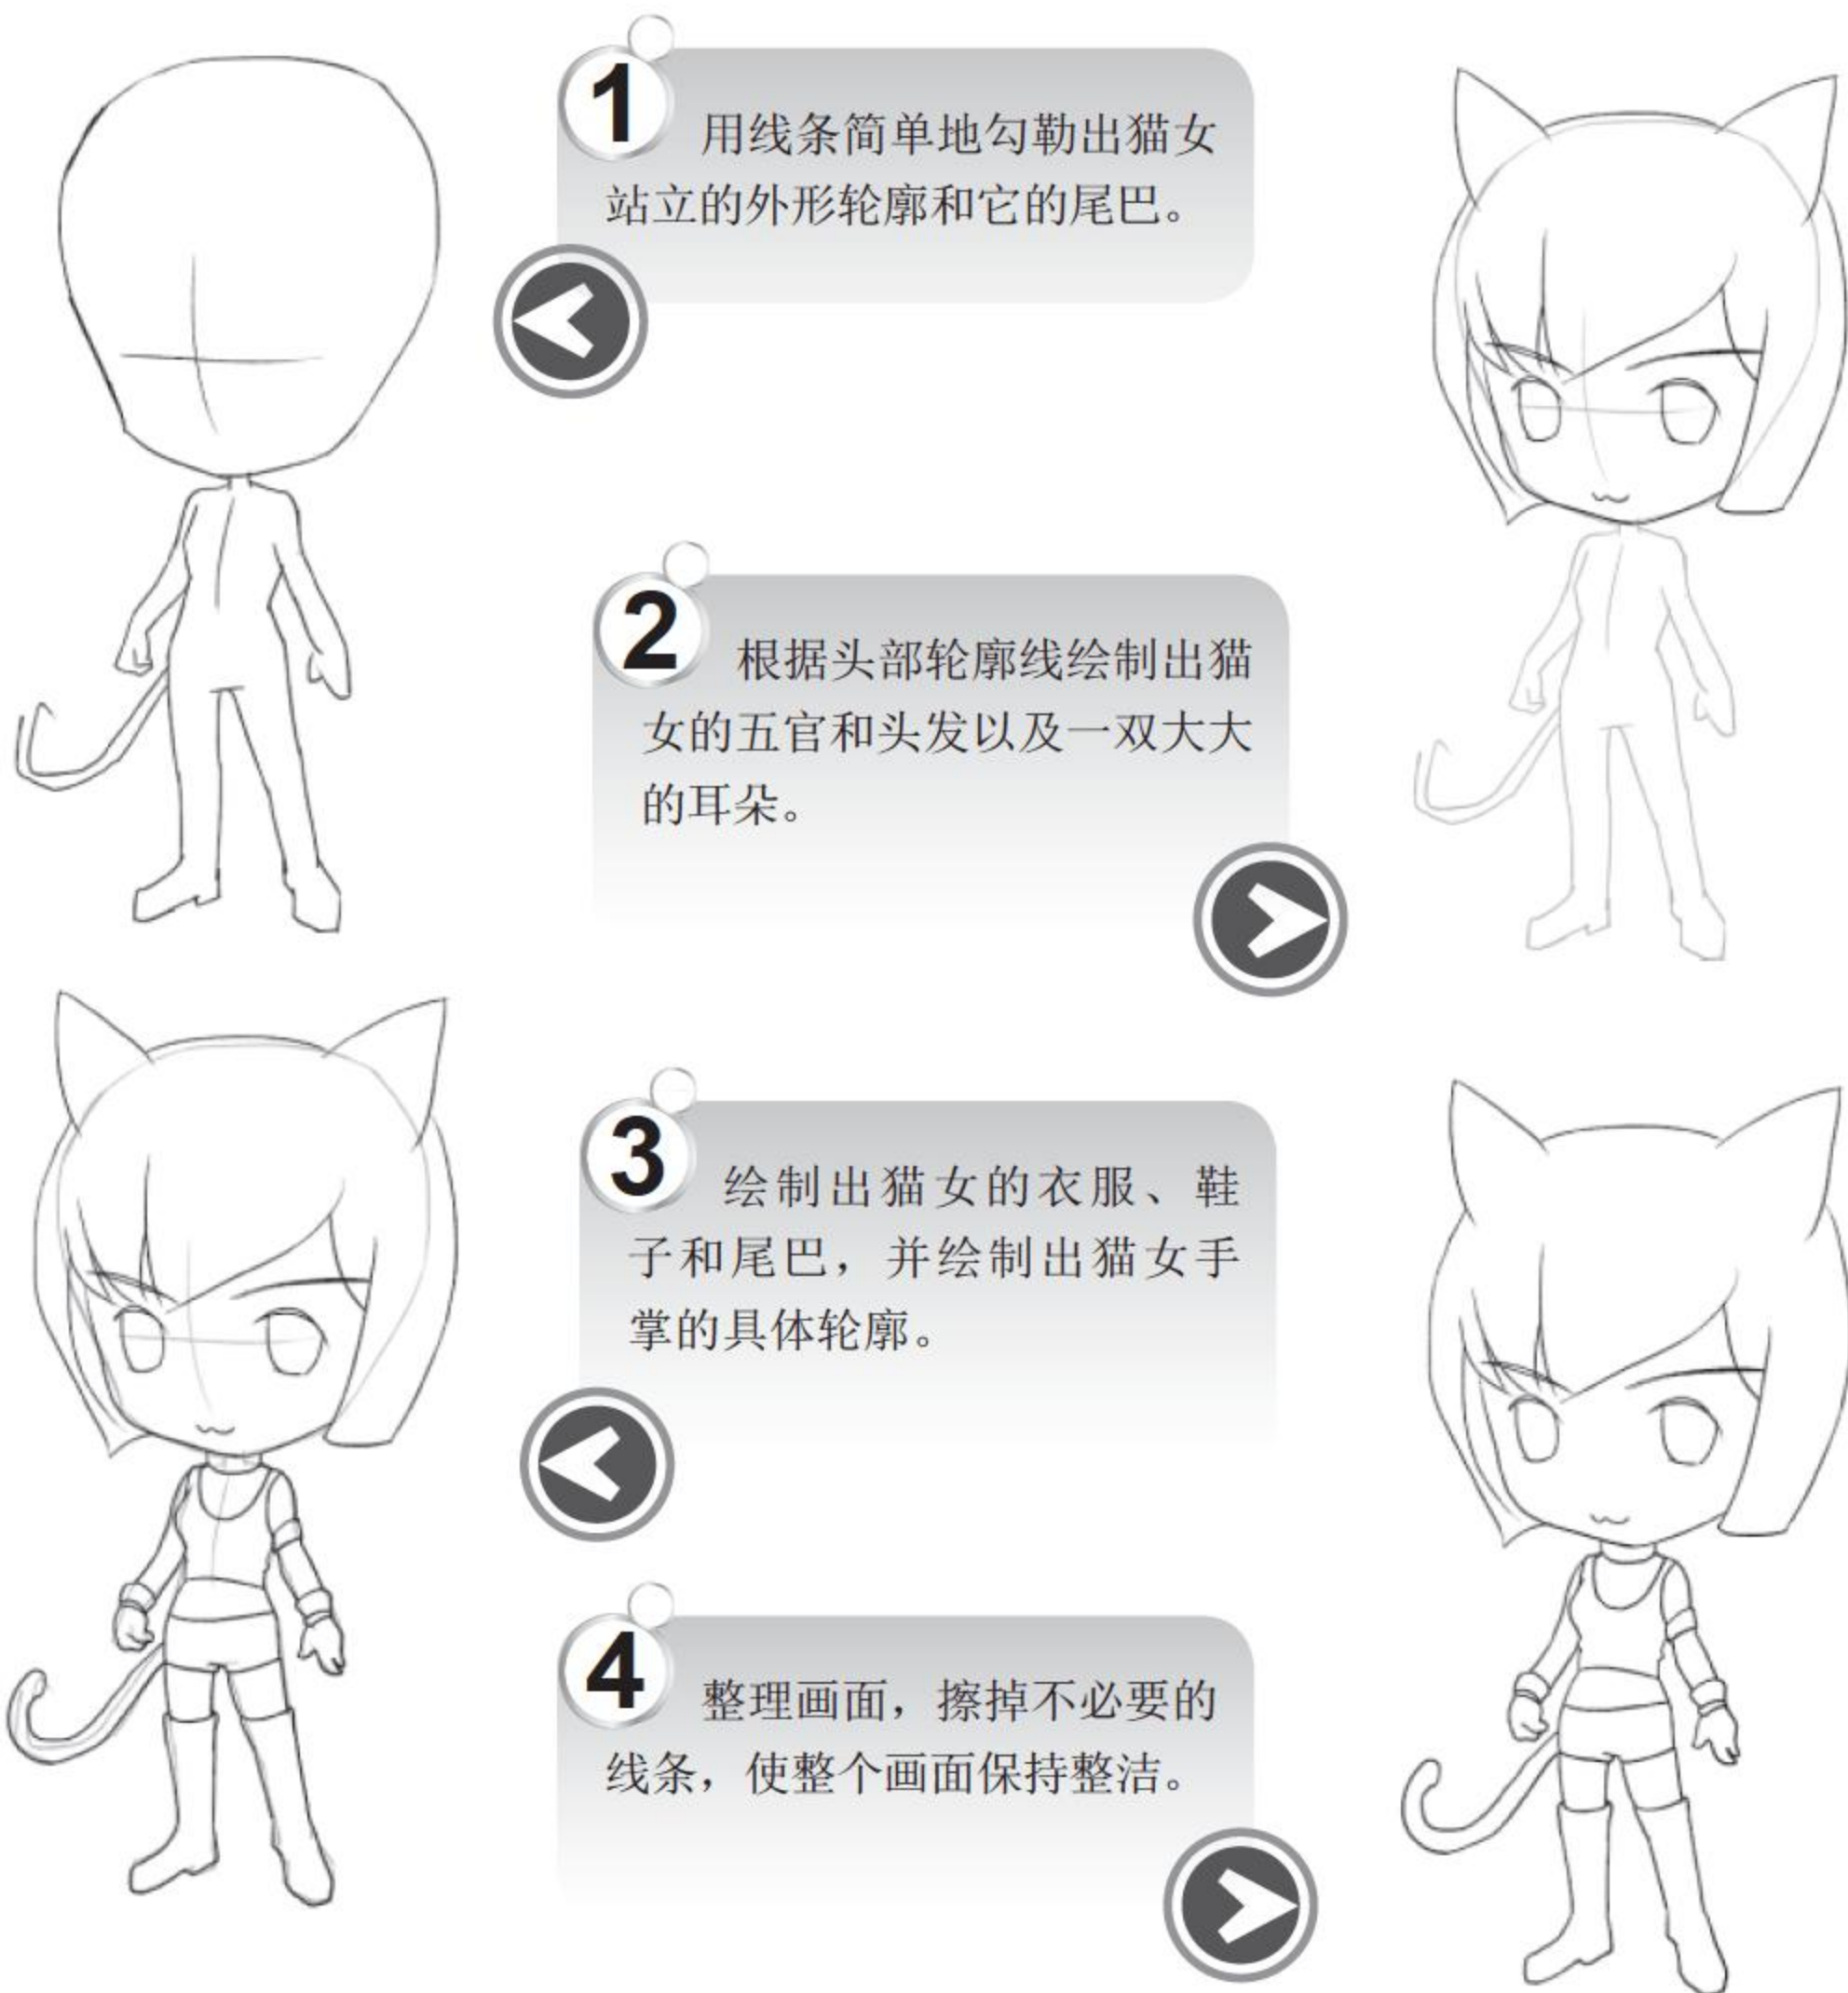 1
用线条简单地勾勒出猫女
站立的外形轮廓和它的尾巴。
2
根据头部轮廓线绘制出猫
女的五官和头发以及一双大大
的耳朵。
3
绘制出猫女的衣服、鞋
子和尾巴，并绘制出猫女手
掌的具体轮廓。
4
整理画面，擦掉不必要的
线条，使整个画面保持整洁。